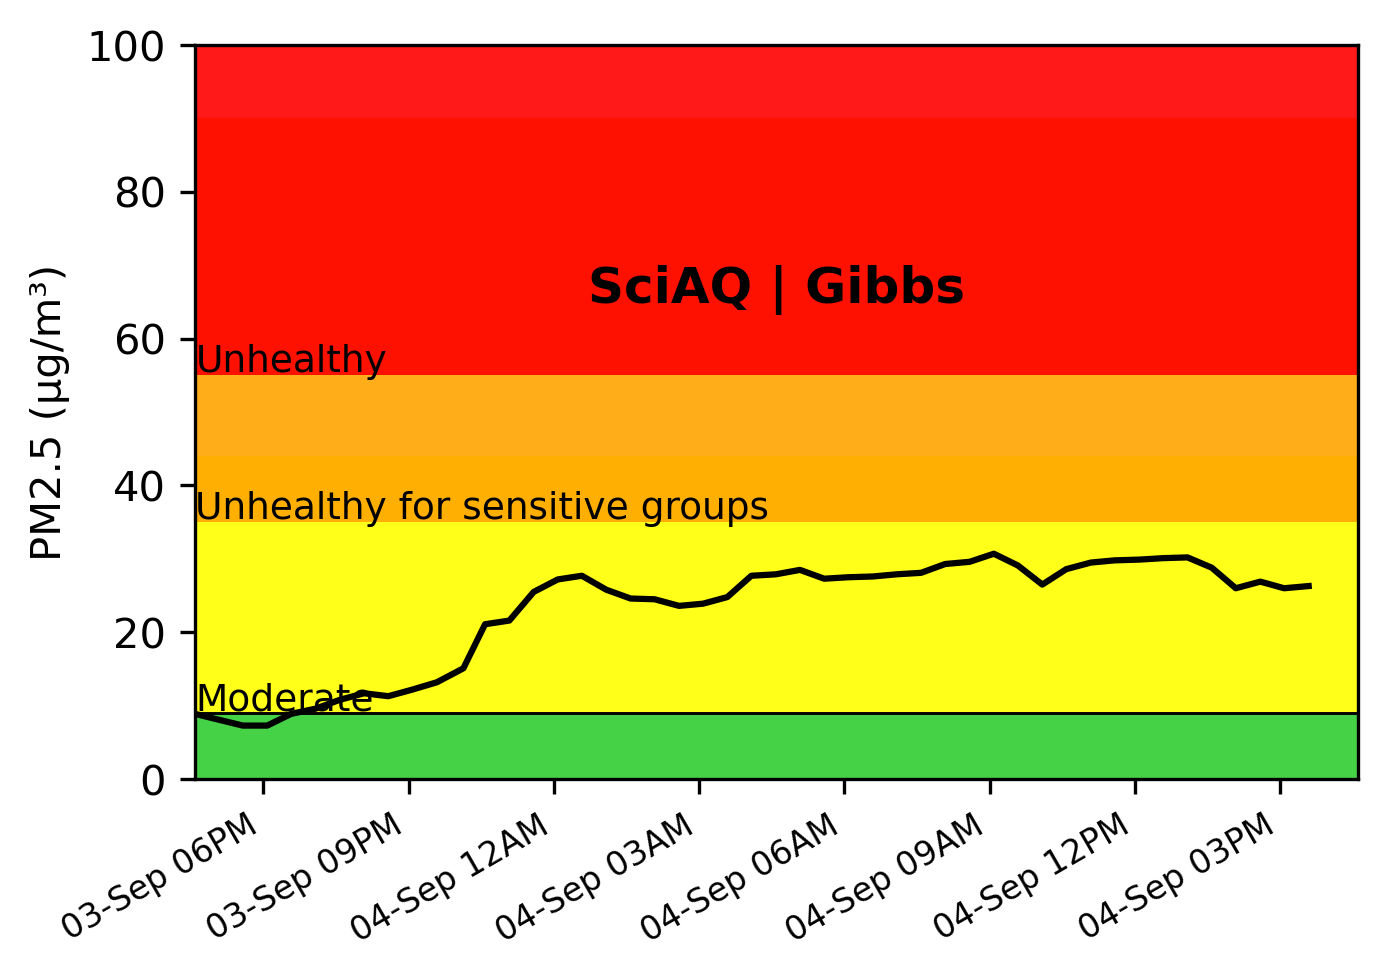 100
80
60
40
20
0
PM2.5 (µg/m³)
SciAQ | Gibbs
Unhealthy
Unhealthy for sensitive groups
Moderate
03-Sep 06PM
03-Sep 09PM
04-Sep 12AM
04-Sep 03AM
04-Sep 06AM
04-Sep 09AM
04-Sep 12PM
04-Sep 03PM